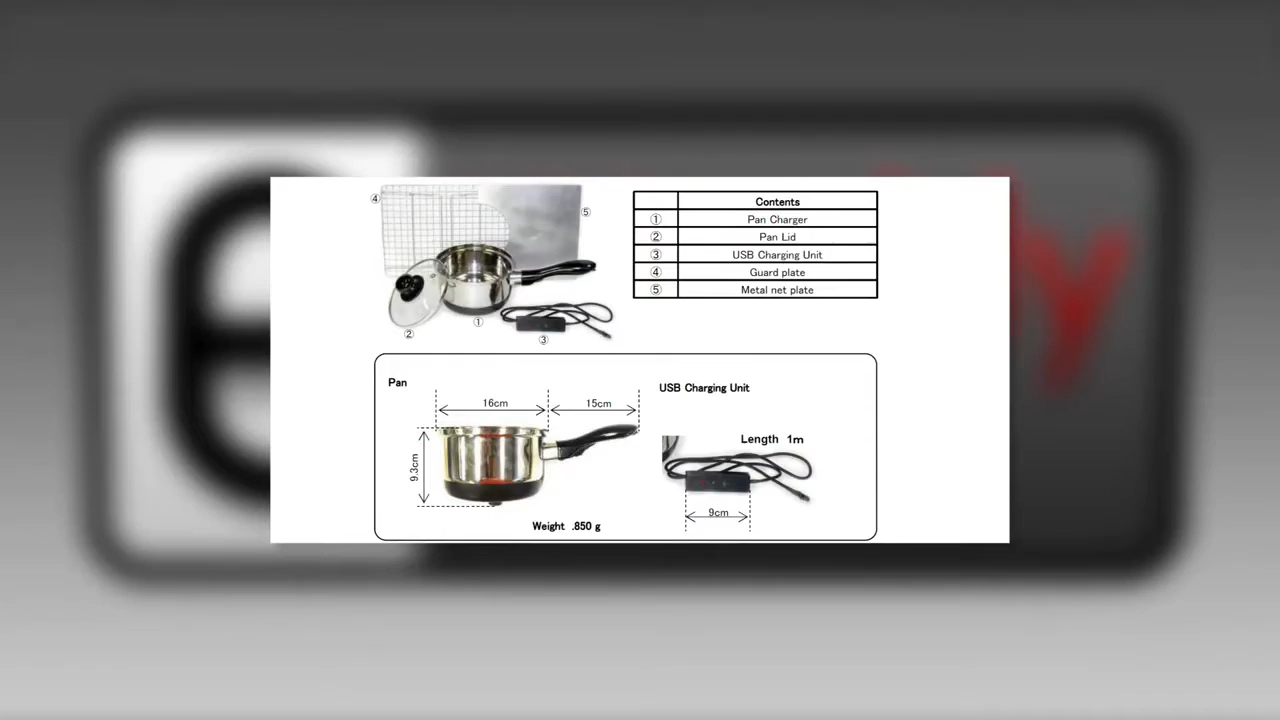 ④
⑤
②
①
③
Contents
① Pan Charger
② Pan Lid
③ USB Charging Unit
④ Guard plate
⑤ Metal net plate
Pan
16cm
15cm
9.3cm
Weight .850 g
USB Charging Unit
Length 1m
9cm